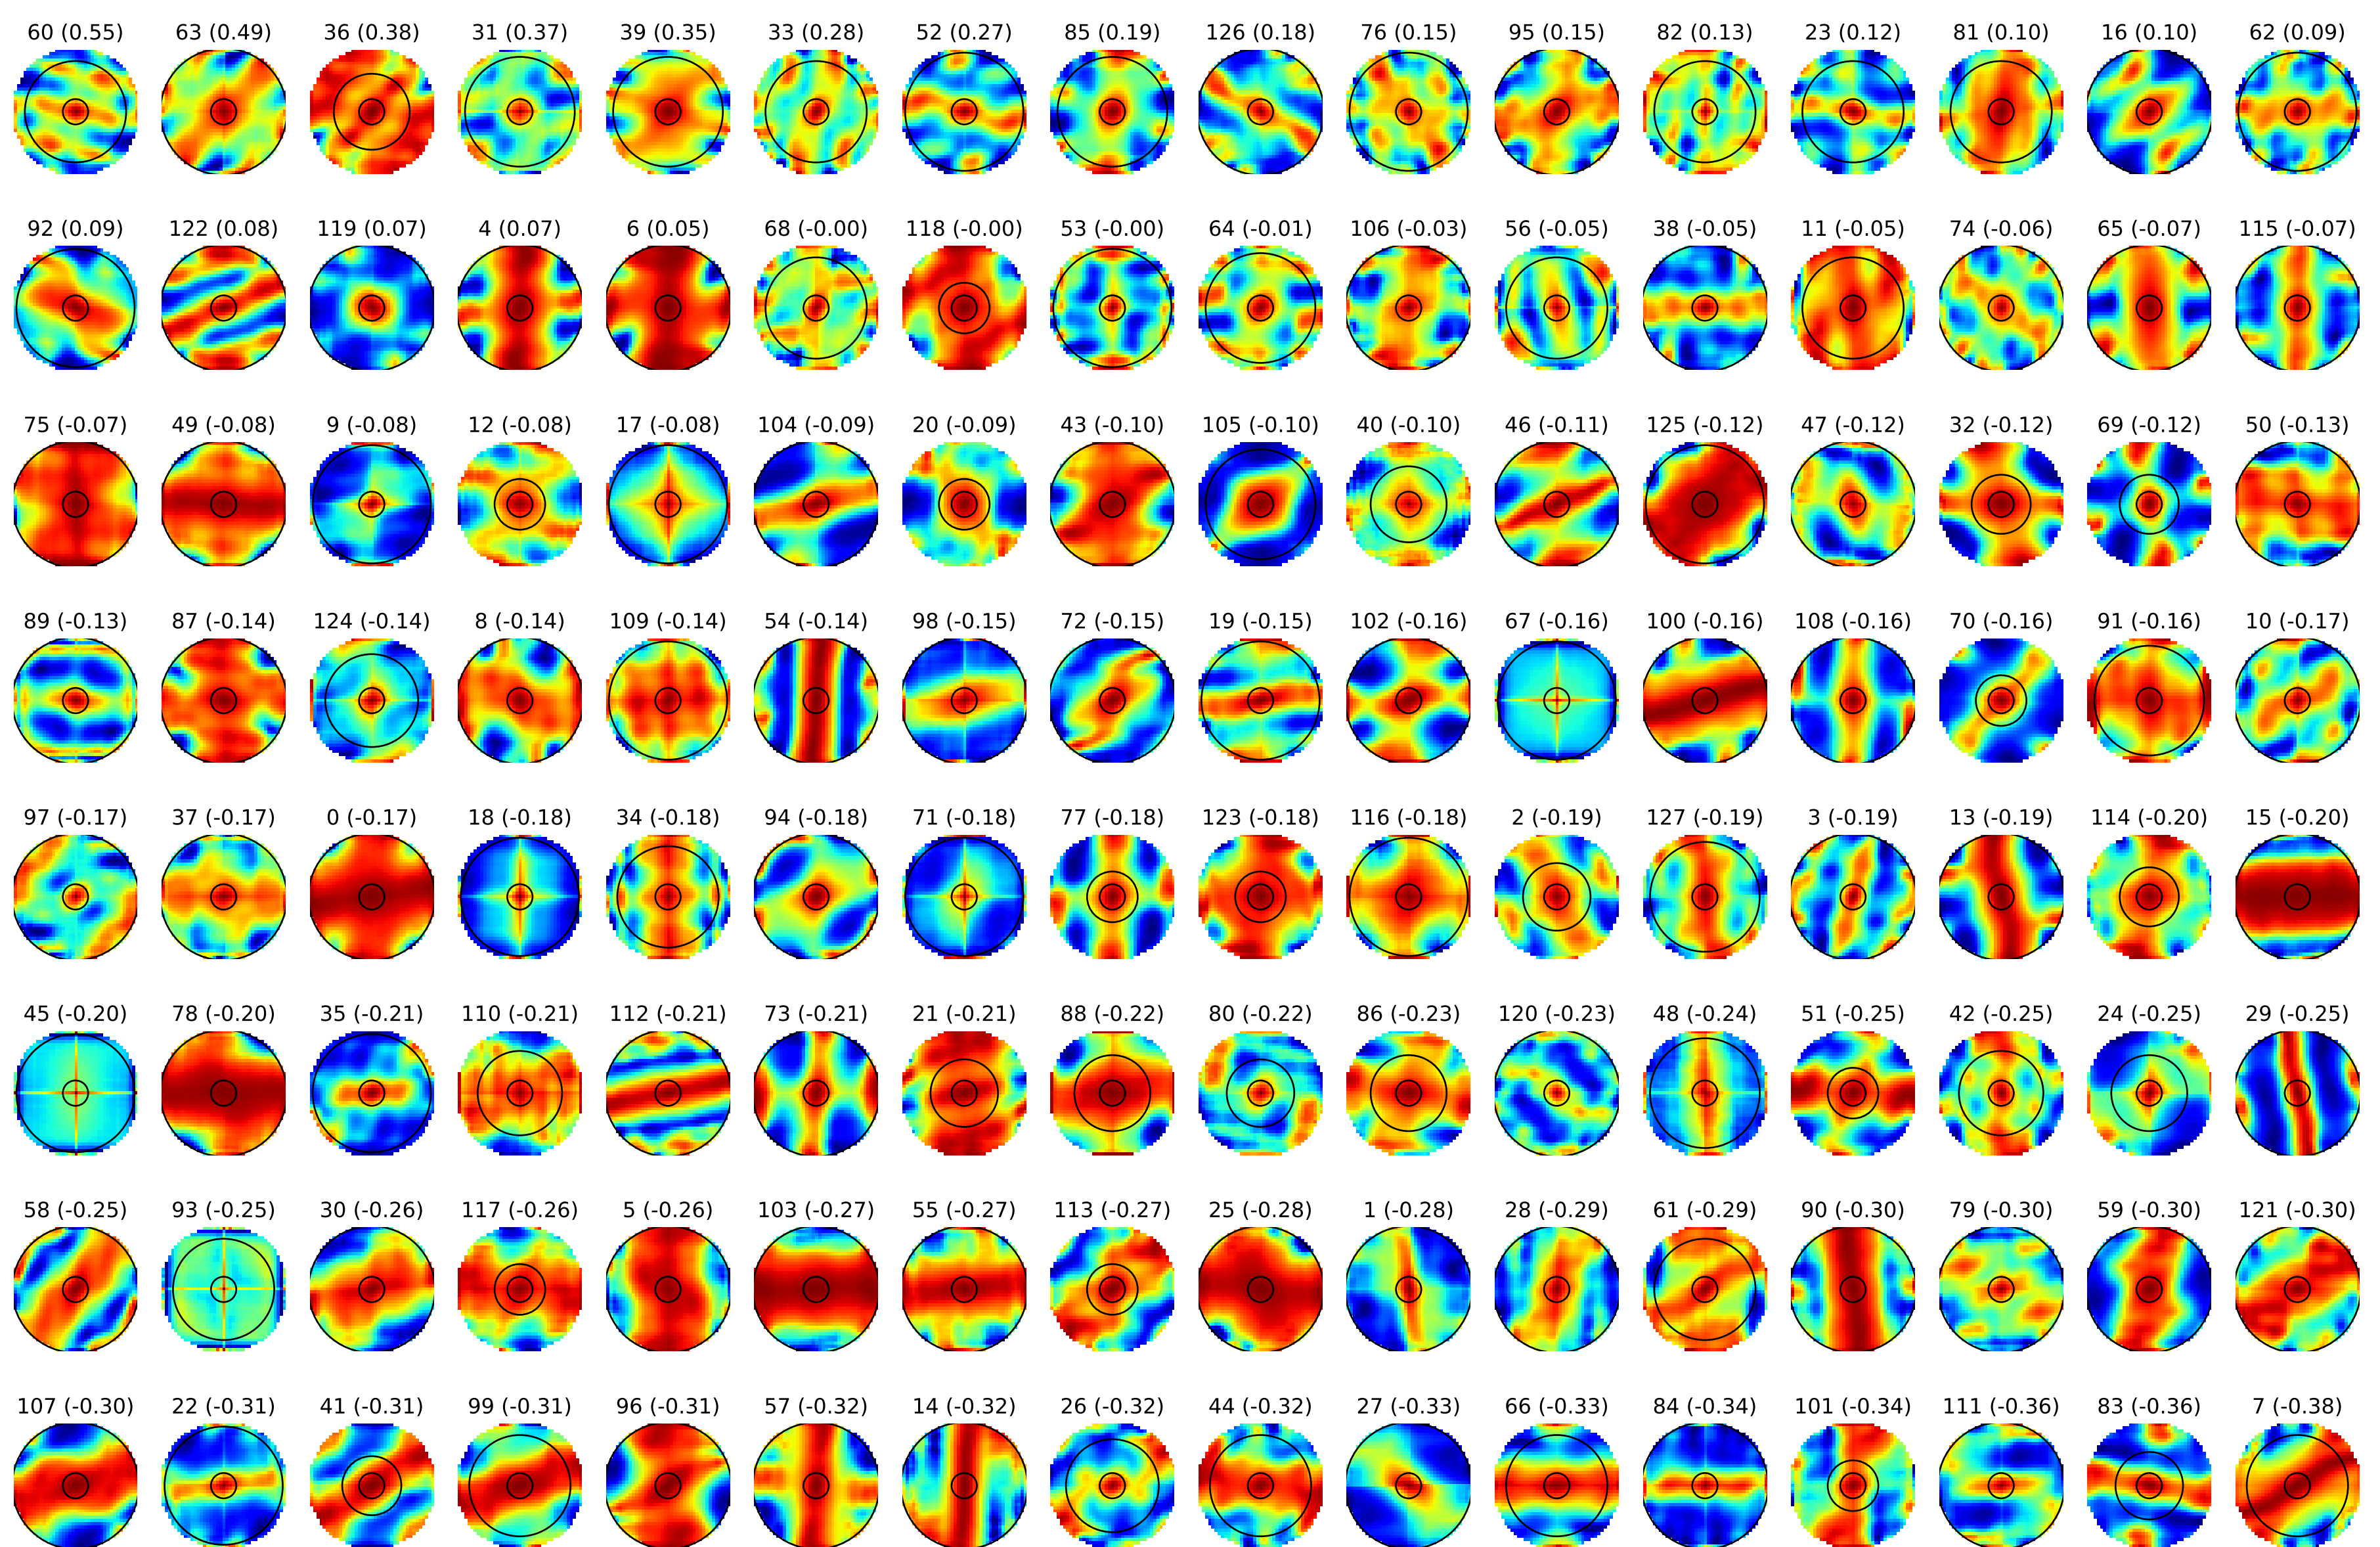 60 (0.55) 63 (0.49) 36 (0.38) 31 (0.37) 39 (0.35) 33 (0.28) 52 (0.27) 85 (0.19) 126 (0.18) 76 (0.15) 95 (0.15) 82 (0.13) 23 (0.12) 81 (0.10) 16 (0.10) 62 (0.09)
92 (0.09) 122 (0.08) 119 (0.07) 4 (0.07) 6 (0.05) 68 (-0.00) 118 (-0.00) 53 (-0.00) 64 (-0.01) 106 (-0.03) 56 (-0.05) 38 (-0.05) 11 (-0.05) 74 (-0.06) 65 (-0.07) 115 (-0.07)
75 (-0.07) 49 (-0.08) 9 (-0.08) 12 (-0.08) 17 (-0.08) 104 (-0.09) 20 (-0.09) 43 (-0.10) 105 (-0.10) 40 (-0.10) 46 (-0.11) 125 (-0.12) 47 (-0.12) 32 (-0.12) 69 (-0.12) 50 (-0.13)
89 (-0.13) 87 (-0.14) 124 (-0.14) 8 (-0.14) 109 (-0.14) 54 (-0.14) 98 (-0.15) 72 (-0.15) 19 (-0.15) 102 (-0.16) 67 (-0.16) 100 (-0.16) 108 (-0.16) 70 (-0.16) 91 (-0.16) 10 (-0.17)
97 (-0.17) 37 (-0.17) 0 (-0.17) 18 (-0.18) 34 (-0.18) 94 (-0.18) 71 (-0.18) 77 (-0.18) 123 (-0.18) 116 (-0.18) 2 (-0.19) 127 (-0.19) 3 (-0.19) 13 (-0.19) 114 (-0.20) 15 (-0.20)
45 (-0.20) 78 (-0.20) 35 (-0.21) 110 (-0.21) 112 (-0.21) 73 (-0.21) 21 (-0.21) 88 (-0.22) 80 (-0.22) 86 (-0.23) 120 (-0.23) 48 (-0.24) 51 (-0.25) 42 (-0.25) 24 (-0.25) 29 (-0.25)
58 (-0.25) 93 (-0.25) 30 (-0.26) 117 (-0.26) 5 (-0.26) 103 (-0.27) 55 (-0.27) 113 (-0.27) 25 (-0.28) 1 (-0.28) 28 (-0.29) 61 (-0.29) 90 (-0.30) 79 (-0.30) 59 (-0.30) 121 (-0.30)
107 (-0.30) 22 (-0.31) 41 (-0.31) 99 (-0.31) 96 (-0.31) 57 (-0.32) 14 (-0.32) 26 (-0.32) 44 (-0.32) 27 (-0.33) 66 (-0.33) 84 (-0.34) 101 (-0.34) 111 (-0.36) 83 (-0.36) 7 (-0.38)